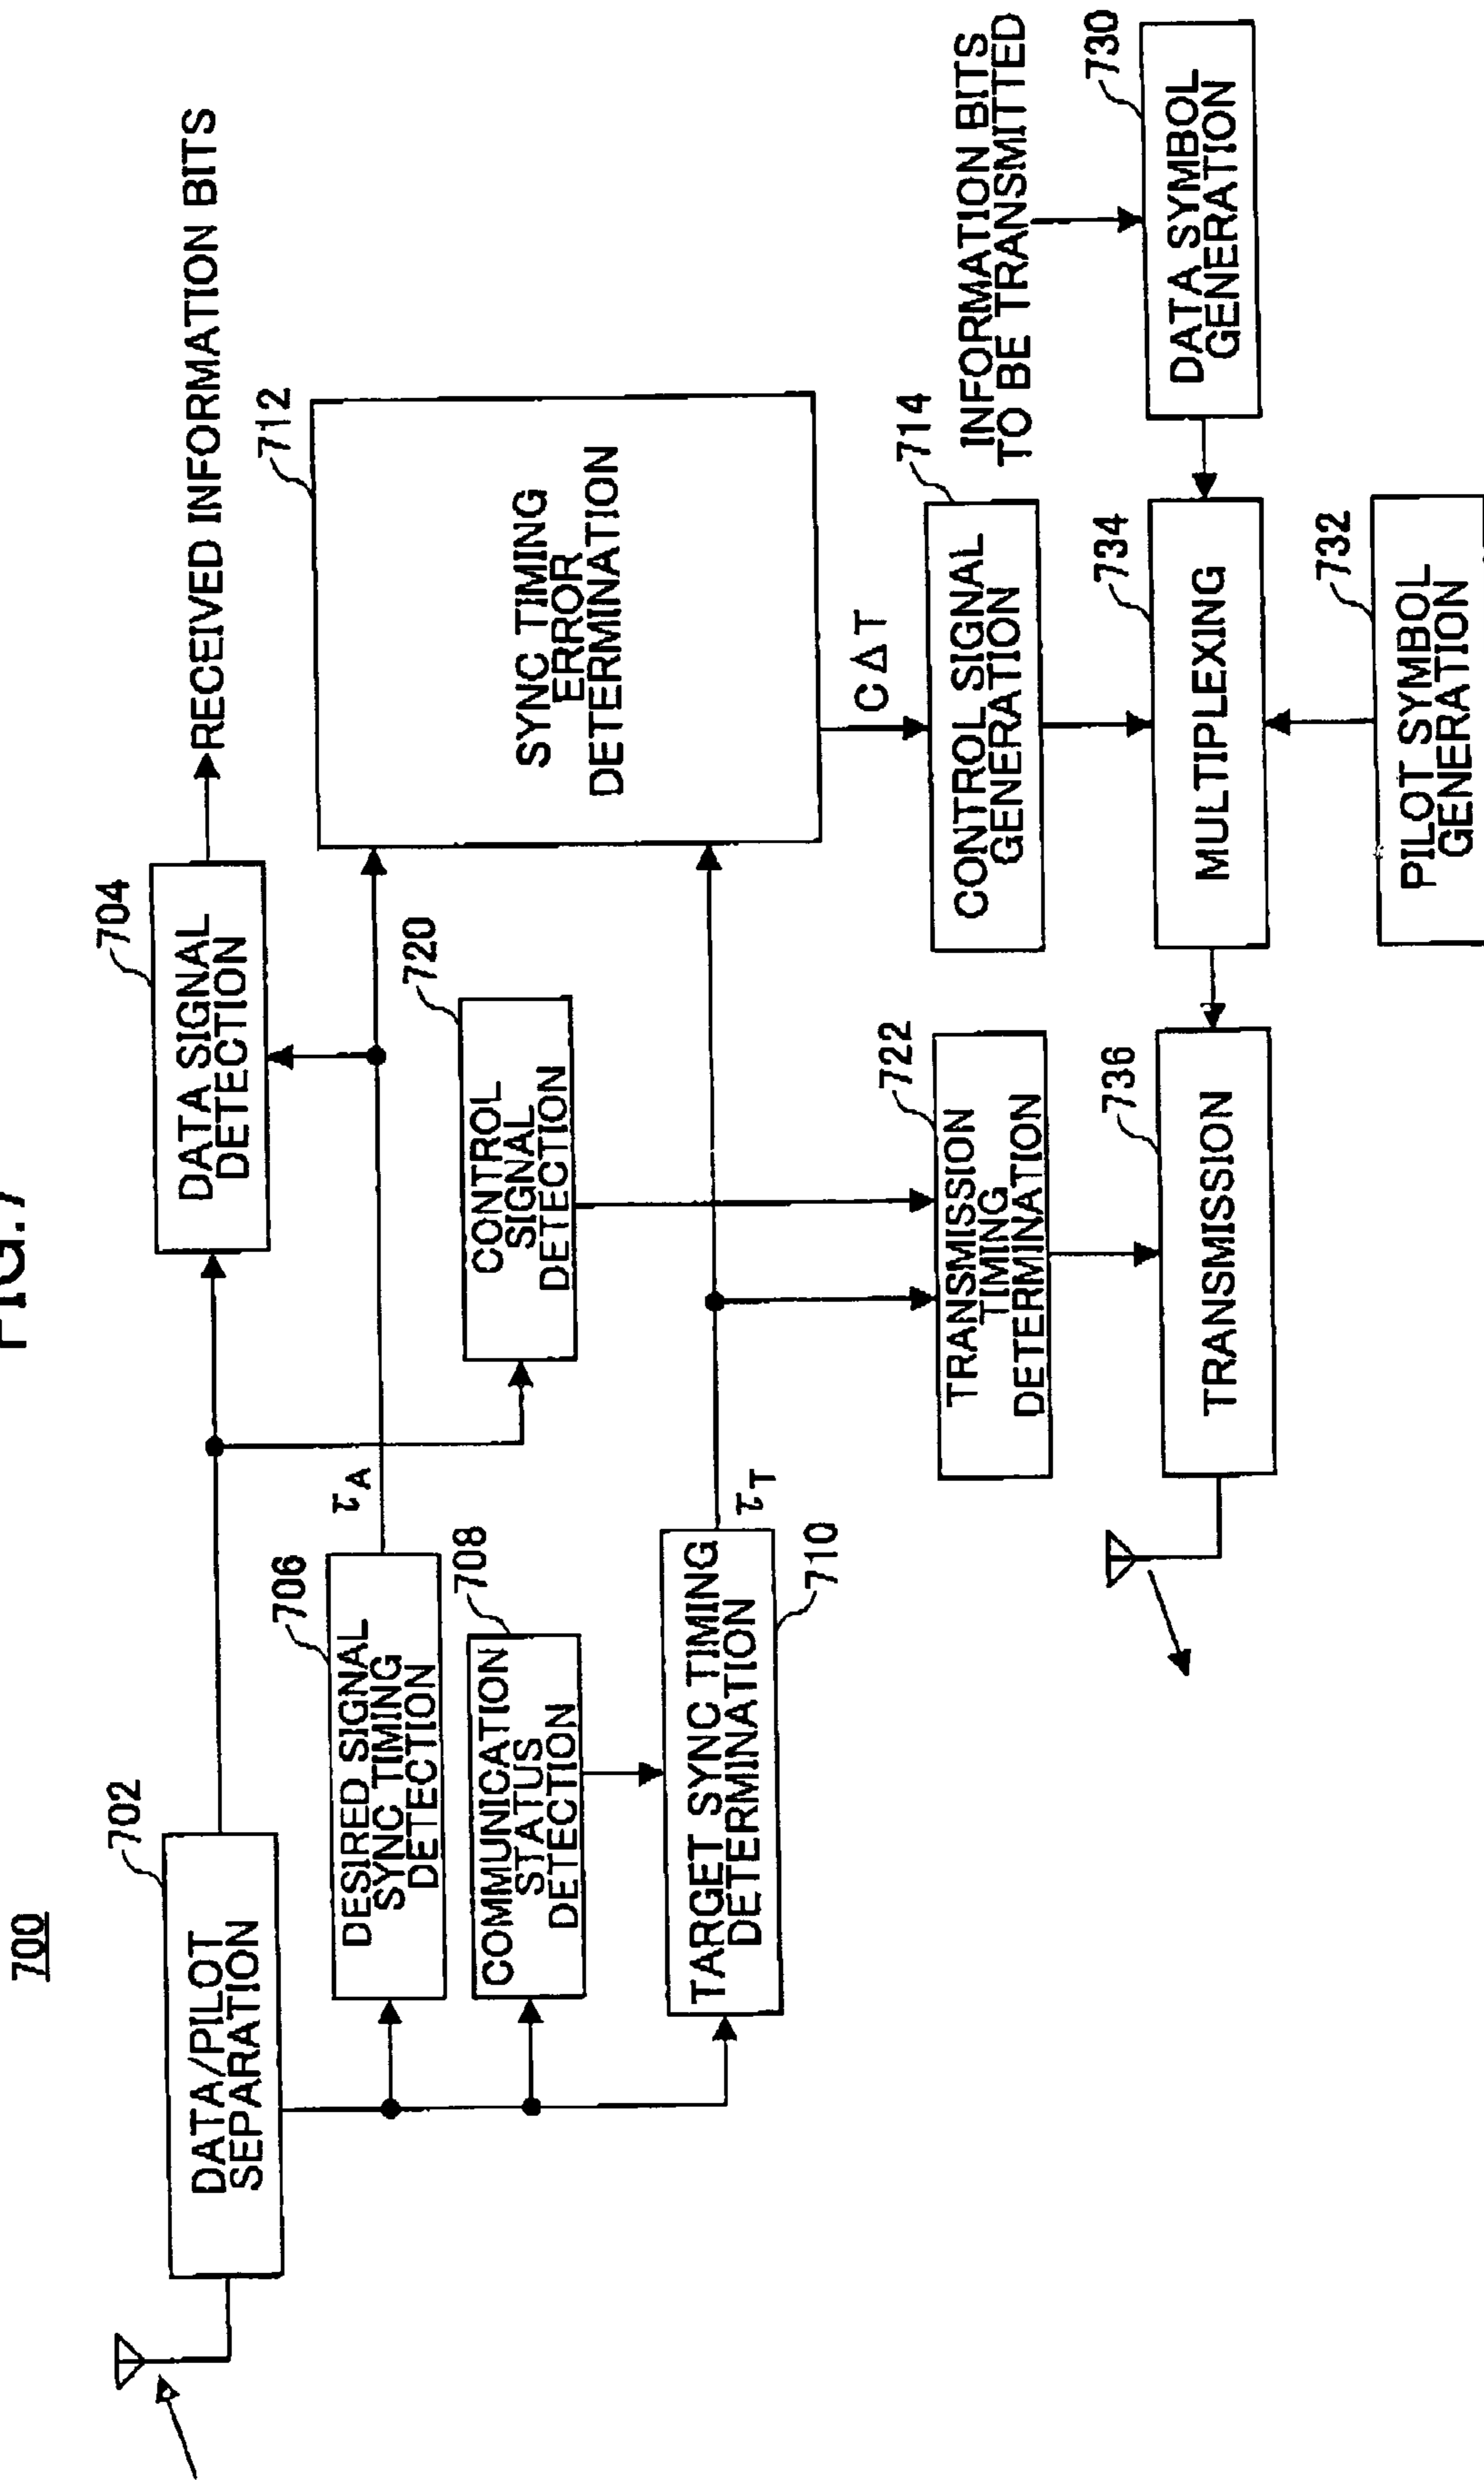 FIG.7
700
702
DATA/PILOT
SEPARATION
704
DATA SIGNAL
DETECTION
RECEIVED INFORMATION BITS
706
DESIRED SIGNAL
SYNC TIMING
DETECTION
τA
708
COMMUNICATION
STATUS
DETECTION
720
CONTROL
SIGNAL
DETECTION
712
SYNC TIMING
ERROR
DETERMINATION
TARGET SYNC TIMING
DETERMINATION
710
τT
CΔT
722
TRANSMISSION
TIMING
DETERMINATION
714
CONTROL SIGNAL
GENERATION
INFORMATION BITS
TO BE TRANSMITTED
736
TRANSMISSION
734
MULTIPLEXING
730
DATA SYMBOL
GENERATION
732
PILOT SYMBOL
GENERATION